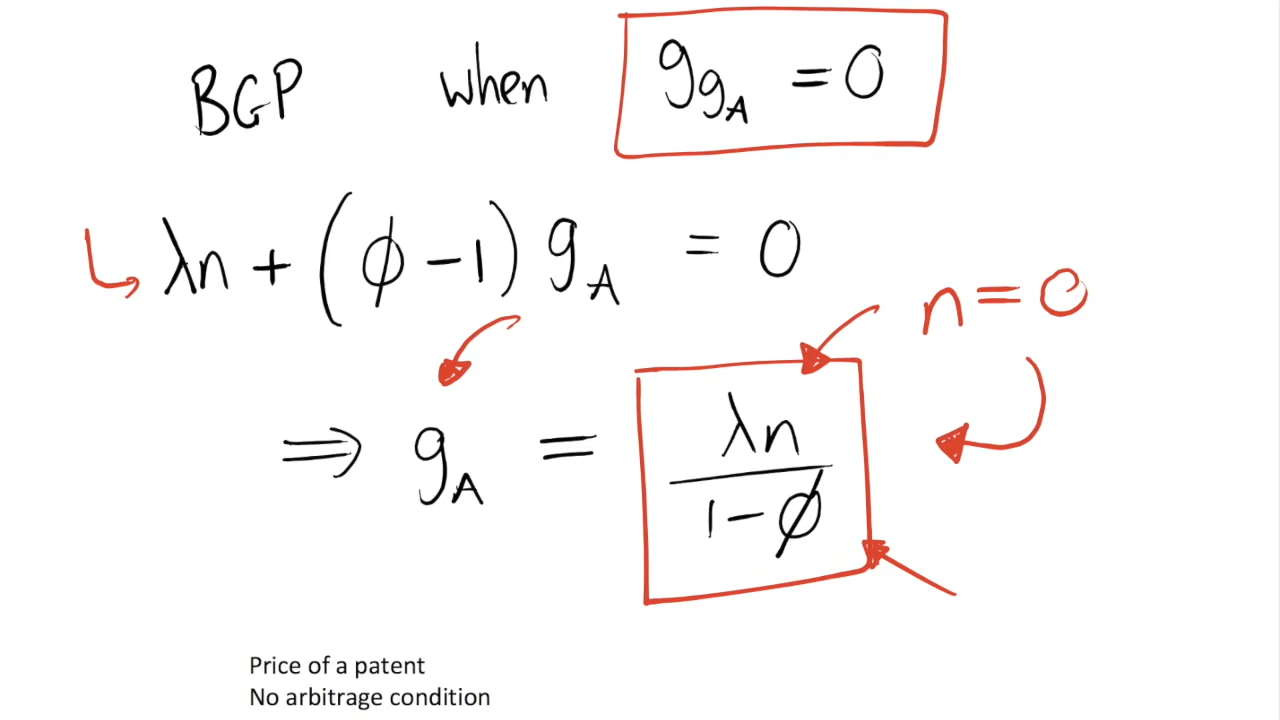 BGP when g_{g_A} = 0
λn + (ϕ - 1) g_A = 0
n = 0
⟹ g_A = λn / (1 - ϕ)
Price of a patent
No arbitrage condition